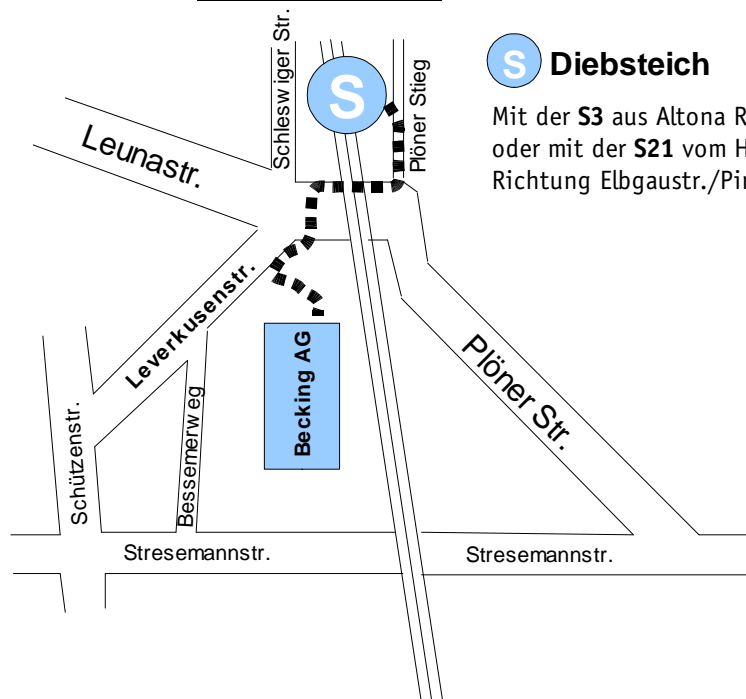 S
Diebsteich
Mit der S3 aus Altona R
oder mit der S21 vom H
Richtung Elbgaustr./Pin
Schleswiger Str.
S
Plöner Stieg
Leunastr.
Leverkusenstr.
Becking AG
Plöner Str.
Schützenstr.
Bessemerweg
Stresemannstr.
Stresemannstr.